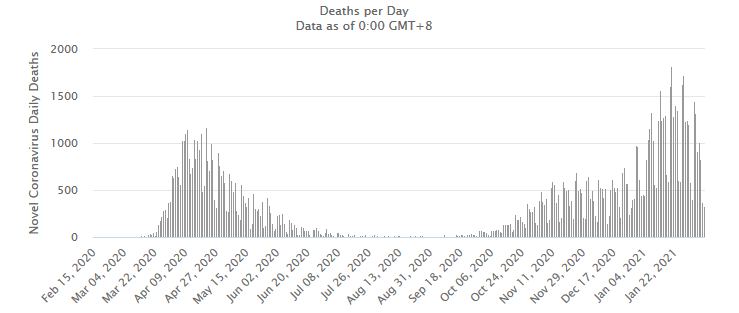 Deaths per Day
Data as of 0:00 GMT+8
Novel Coronavirus Daily Deaths
2000
1500
1000
500
0
Feb 15, 2020
Mar 04, 2020
Mar 22, 2020
Apr 09, 2020
Apr 27, 2020
May 15, 2020
Jun 02, 2020
Jun 20, 2020
Jul 08, 2020
Jul 26, 2020
Aug 13, 2020
Aug 31, 2020
Sep 18, 2020
Oct 06, 2020
Oct 24, 2020
Nov 11, 2020
Nov 29, 2020
Dec 17, 2020
Jan 04, 2021
Jan 22, 2021